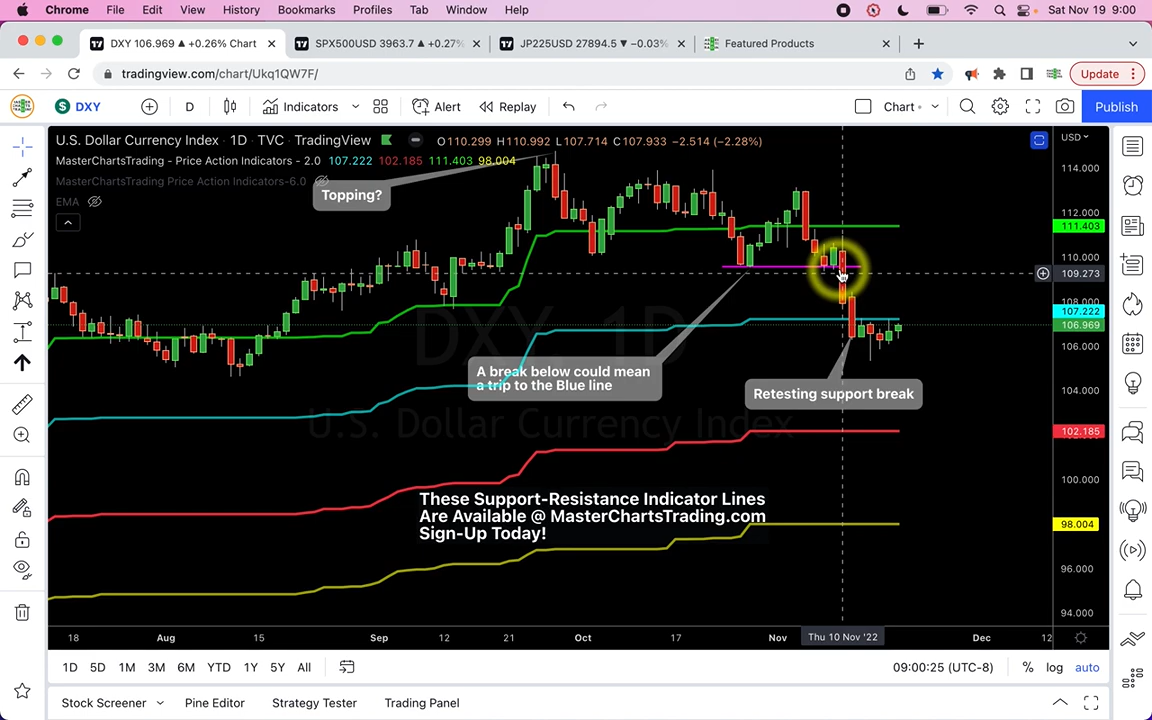 Chrome File Edit View History Bookmarks Profiles Tab Window Help Sat Nov 19 9:00
DXY 106.969 ▲ +0.26% Chart SPX500USD 3963.7 ▲ +0.27% JP225USD 27894.5 ▼ −0.03% Featured Products
tradingview.com/chart/Ukq1QW7F/ Update
DXY D Indicators Alert Replay Chart Publish
U.S. Dollar Currency Index · 1D · TVC · TradingView O110.299 H110.992 L107.714 C107.933 −2.514 (−2.28%) USD
MasterChartsTrading - Price Action Indicators - 2.0 107.222 102.185 111.403 98.004
MasterChartsTrading Price Action Indicators-6.0
EMA
Topping?
114.000
112.000
111.403
110.000
109.273
108.000
107.222
106.969
106.000
104.000
102.185
100.000
98.004
96.000
94.000
DXY, 1D
U.S. Dollar Currency Index
A break below could mean
a trip to the Blue line
Retesting support break
These Support-Resistance Indicator Lines
Are Available @ MasterChartsTrading.com
Sign-Up Today!
18 Aug 15 Sep 12 21 Oct 17 Nov Thu 10 Nov '22 Dec 12
1D 5D 1M 3M 6M YTD 1Y 5Y All 09:00:25 (UTC-8) % log auto
Stock Screener Pine Editor Strategy Tester Trading Panel